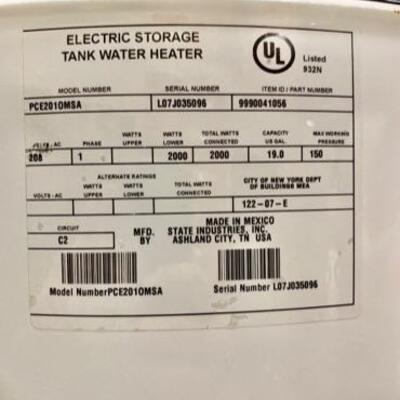 ELECTRIC STORAGE
TANK WATER HEATER
UL Listed
932N
MODEL NUMBER SERIAL NUMBER ITEM ID / PART NUMBER
PCE201OMSA L07J035096 9990041056
VOLTS-AC PHASE WATTS UPPER WATTS LOWER TOTAL WATTS CONNECTED CAPACITY US GAL. MAX WORKING PRESSURE
208 1 2000 2000 19.0 150
ALTERNATE RATINGS
VOLTS-AC WATTS UPPER WATTS LOWER TOTAL WATTS CONNECTED CITY OF NEW YORK DEPT OF BUILDINGS MEA
122-07-E
CIRCUIT
C2
MADE IN MEXICO
MFD. BY STATE INDUSTRIES, INC.
ASHLAND CITY, TN USA
Model NumberPCE201OMSA Serial Number L07J035096